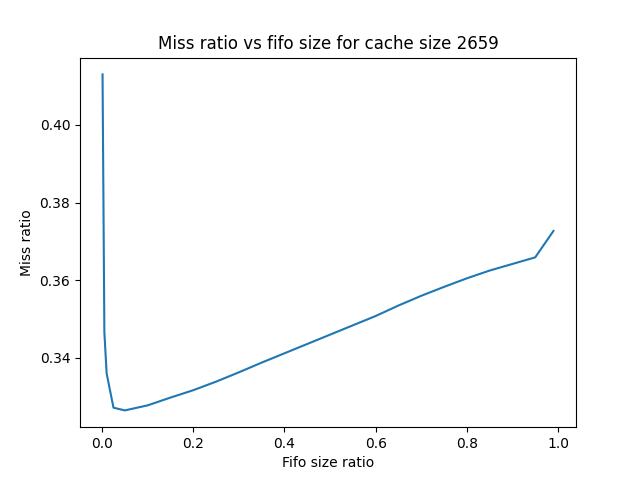 Miss ratio vs fifo size for cache size 2659
0.40
0.38
0.36
0.34
Miss ratio
0.0 0.2 0.4 0.6 0.8 1.0
Fifo size ratio